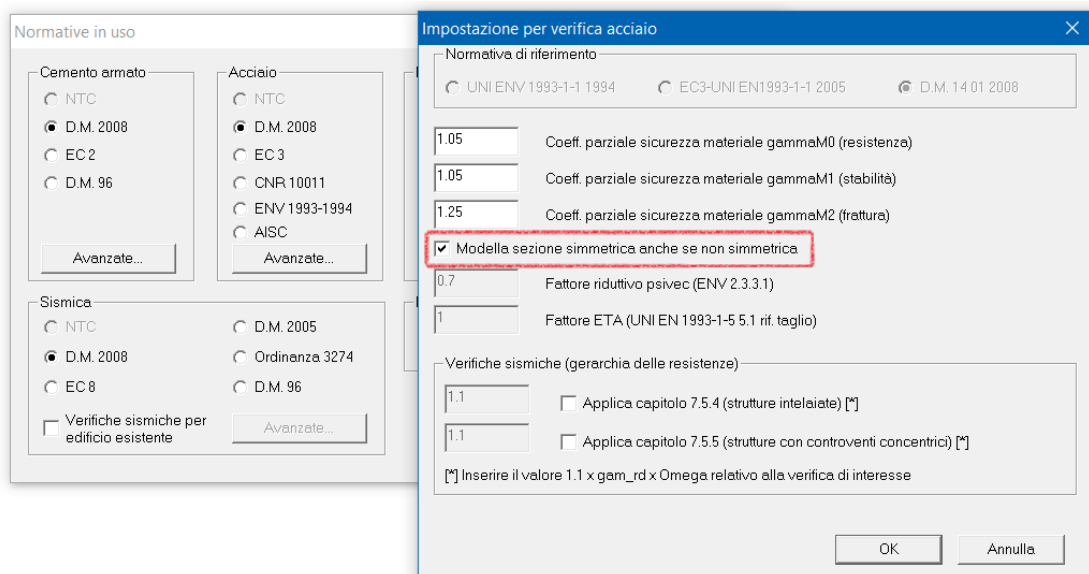 Normative in uso
Cemento armato
NTC
D.M. 2008
EC 2
D.M. 96
Avanzate...
Acciaio
NTC
D.M. 2008
EC 3
CNR 10011
ENV 1993-1994
AISC
Avanzate...
Sismica
NTC
D.M. 2008
EC 8
D.M. 2005
Ordinanza 3274
D.M. 96
Verifiche sismiche per
edificio esistente
Avanzate...
Impostazione per verifica acciaio
Normativa di riferimento
UNI ENV 1993-1-1 1994
EC3-UNI EN1993-1-1 2005
D.M. 14 01 2008
1.05 Coeff. parziale sicurezza materiale gammaM0 (resistenza)
1.05 Coeff. parziale sicurezza materiale gammaM1 (stabilità)
1.25 Coeff. parziale sicurezza materiale gammaM2 (frattura)
Modella sezione simmetrica anche se non simmetrica
0.7 Fattore riduttivo psivec (ENV 2.3.3.1)
1 Fattore ETA (UNI EN 1993-1-5 5.1 rif. taglio)
Verifiche sismiche (gerarchia delle resistenze)
1.1 Applica capitolo 7.5.4 (strutture intelaiate) [*]
1.1 Applica capitolo 7.5.5 (strutture con controventi concentrici) [*]
[*] Inserire il valore 1.1 x gam_rd x Omega relativo alla verifica di interesse
OK
Annulla